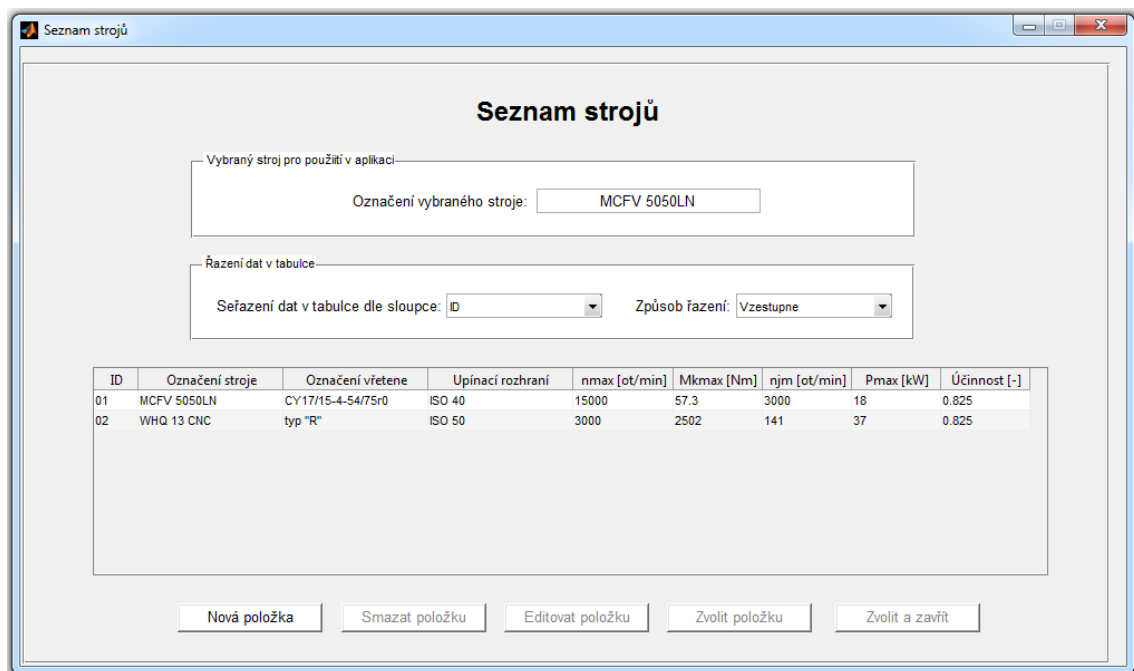 Seznam strojů
Seznam strojů
Vybraný stroj pro použiití v aplikaci
Označení vybraného stroje: MCFV 5050LN
Řazení dat v tabulce
Seřazení dat v tabulce dle sloupce: ID Způsob řazení: Vzestupne
ID Označení stroje Označení vřetene Upínací rozhraní nmax [ot/min] Mkmax [Nm] njm [ot/min] Pmax [kW] Účinnost [-]
01 MCFV 5050LN CY17/15-4-54/75r0 ISO 40 15000 57.3 3000 18 0.825
02 WHQ 13 CNC typ "R" ISO 50 3000 2502 141 37 0.825
Nová položka Smazat položku Editovat položku Zvolit položku Zvolit a zavřít